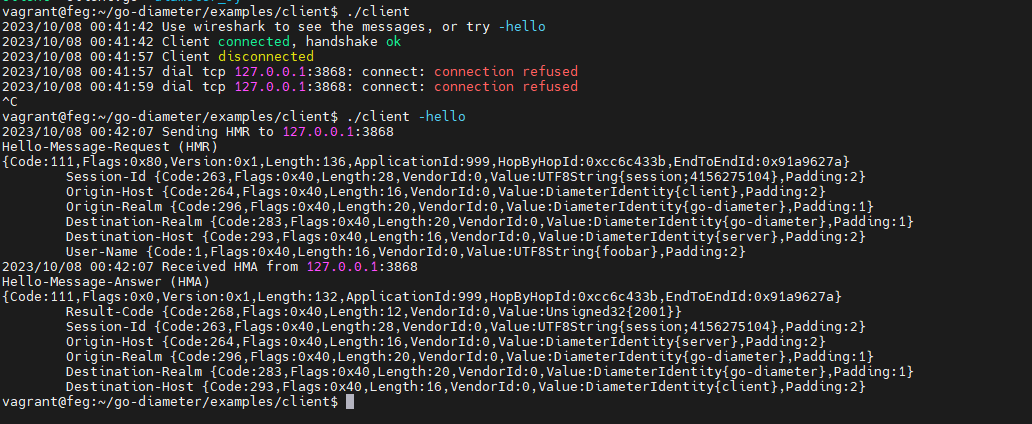 vagrant@feg:~/go-diameter/examples/client$ ./client
2023/10/08 00:41:42 Use wireshark to see the messages, or try -hello
2023/10/08 00:41:42 Client connected, handshake ok
2023/10/08 00:41:57 Client disconnected
2023/10/08 00:41:57 dial tcp 127.0.0.1:3868: connect: connection refused
2023/10/08 00:41:59 dial tcp 127.0.0.1:3868: connect: connection refused
^C
vagrant@feg:~/go-diameter/examples/client$ ./client -hello
2023/10/08 00:42:07 Sending HMR to 127.0.0.1:3868
Hello-Message-Request (HMR)
{Code:111,Flags:0x80,Version:0x1,Length:136,ApplicationId:999,HopByHopId:0xcc6c433b,EndToEndId:0x91a9627a}
Session-Id {Code:263,Flags:0x40,Length:28,VendorId:0,Value:UTF8String{session;4156275104},Padding:2}
Origin-Host {Code:264,Flags:0x40,Length:16,VendorId:0,Value:DiameterIdentity{client},Padding:2}
Origin-Realm {Code:296,Flags:0x40,Length:20,VendorId:0,Value:DiameterIdentity{go-diameter},Padding:1}
Destination-Realm {Code:283,Flags:0x40,Length:20,VendorId:0,Value:DiameterIdentity{go-diameter},Padding:1}
Destination-Host {Code:293,Flags:0x40,Length:16,VendorId:0,Value:DiameterIdentity{server},Padding:2}
User-Name {Code:1,Flags:0x40,Length:16,VendorId:0,Value:UTF8String{foobar},Padding:2}
2023/10/08 00:42:07 Received HMA from 127.0.0.1:3868
Hello-Message-Answer (HMA)
{Code:111,Flags:0x0,Version:0x1,Length:132,ApplicationId:999,HopByHopId:0xcc6c433b,EndToEndId:0x91a9627a}
Result-Code {Code:268,Flags:0x40,Length:12,VendorId:0,Value:Unsigned32{2001}}
Session-Id {Code:263,Flags:0x40,Length:28,VendorId:0,Value:UTF8String{session;4156275104},Padding:2}
Origin-Host {Code:264,Flags:0x40,Length:16,VendorId:0,Value:DiameterIdentity{server},Padding:2}
Origin-Realm {Code:296,Flags:0x40,Length:20,VendorId:0,Value:DiameterIdentity{go-diameter},Padding:1}
Destination-Realm {Code:283,Flags:0x40,Length:20,VendorId:0,Value:DiameterIdentity{go-diameter},Padding:1}
Destination-Host {Code:293,Flags:0x40,Length:16,VendorId:0,Value:DiameterIdentity{client},Padding:2}
vagrant@feg:~/go-diameter/examples/client$